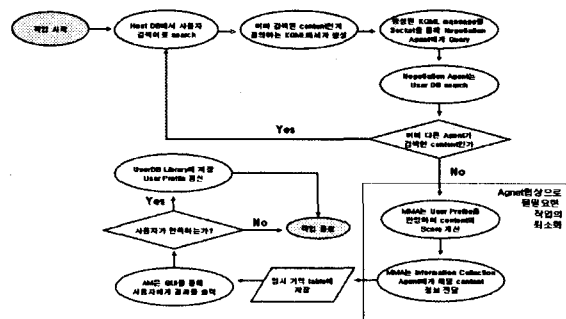 작업 시작
Host DB에서 사용자
검색어로 search
이미 검색된 content인지
질의하는 KQML메세지 생성
생성된 KQML message를
Socket을 통해 Negotiation
Agent에게 Query
Negotiation Agent는
User DB search
이미 다른 Agent가
검색한 content인가
Yes
No
Agnet협상으로
불필요한
작업의
최소화
MMA는 User Profile를
반영하여 content의
Score 계산
MMA는 Information Collection
Agent에게 해당 content
정보 전달
임시 기억 table에
저장
AM은 GUI를 통해
사용자에게 결과를 출력
사용자가 만족하는가?
Yes
No
UserDB Library에 저장
User Profile 갱신
작업 종료